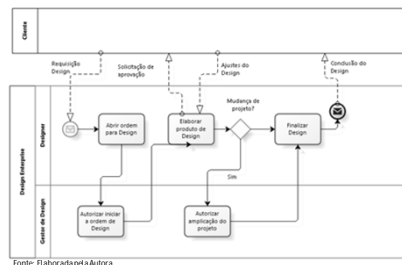 Cliente
Requisição
Design
Solicitação de
aprovação
Ajustes do
Design
Conclusão do
Design
Design Enterprise
Designer
Abrir ordem
para Design
Elaborar
produto de
Design
Mudança de
projeto?
Finalizar
Design
Sim
Gestor de Design
Autorizar iniciar
a ordem de
Design
Autorizar
amplicação do
projeto
Fonte: Elaborada pela Autora